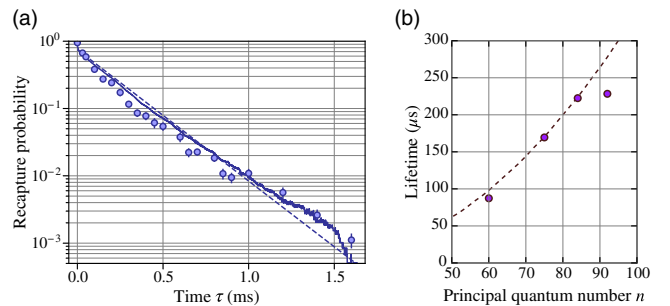 (a)
10⁰
10⁻¹
10⁻²
10⁻³
Recapture probability
0.0 0.5 1.0 1.5
Time τ (ms)
(b)
300
250
200
150
100
50
0
Lifetime (μs)
50 60 70 80 90 100
Principal quantum number n